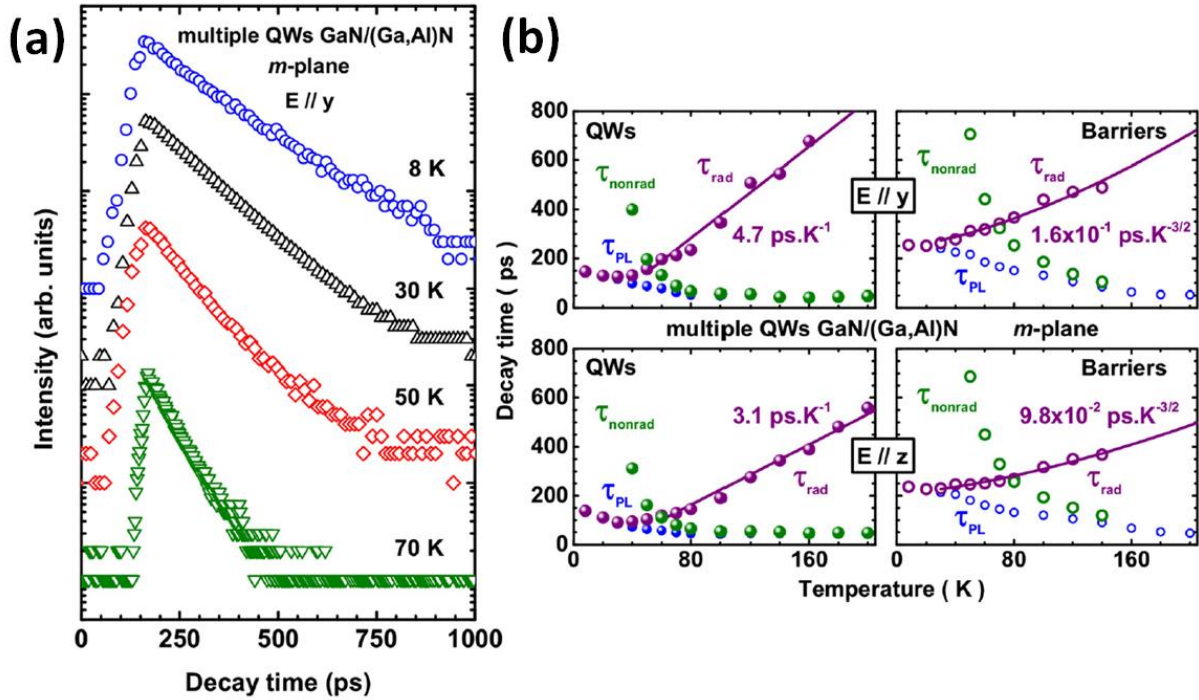 (a)
multiple QWs GaN/(Ga,Al)N
m-plane
E // y
8 K
30 K
50 K
70 K
Intensity (arb. units)
0 250 500 750 1000
Decay time (ps)
(b)
800
600
400
200
0
QWs
τnonrad
τrad
4.7 ps.K⁻¹
τPL
Barriers
τnonrad
τrad
E // y
1.6x10⁻¹ ps.K⁻³/²
τPL
Decay time (ps)
multiple QWs GaN/(Ga,Al)N m-plane
800
600
400
200
0
QWs
τnonrad
3.1 ps.K⁻¹
τPL
τrad
Barriers
τnonrad
9.8x10⁻² ps.K⁻³/²
E // z
τrad
τPL
0 80 160
80 160
Temperature ( K )